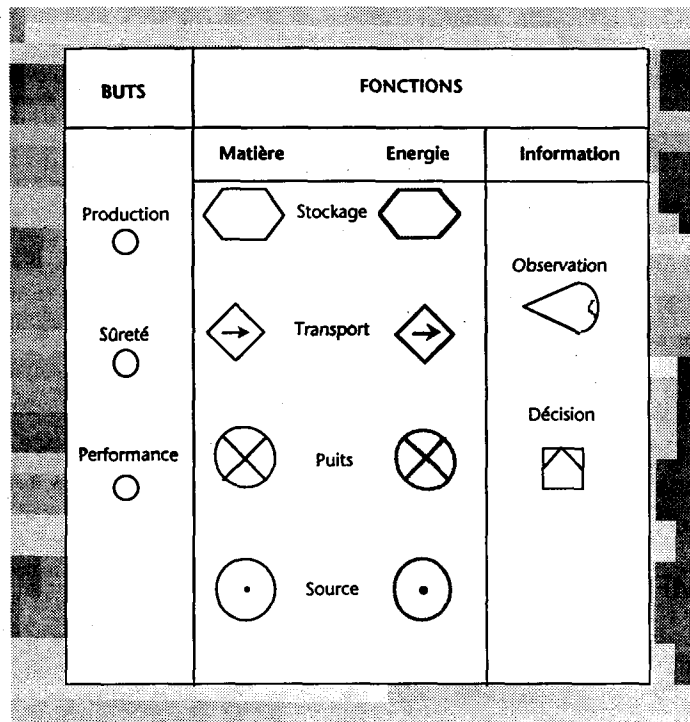 BUTS
FONCTIONS
Matière
Energie
Information
Production
Stockage
Observation
Sûreté
Transport
Décision
Performance
Puits
Source